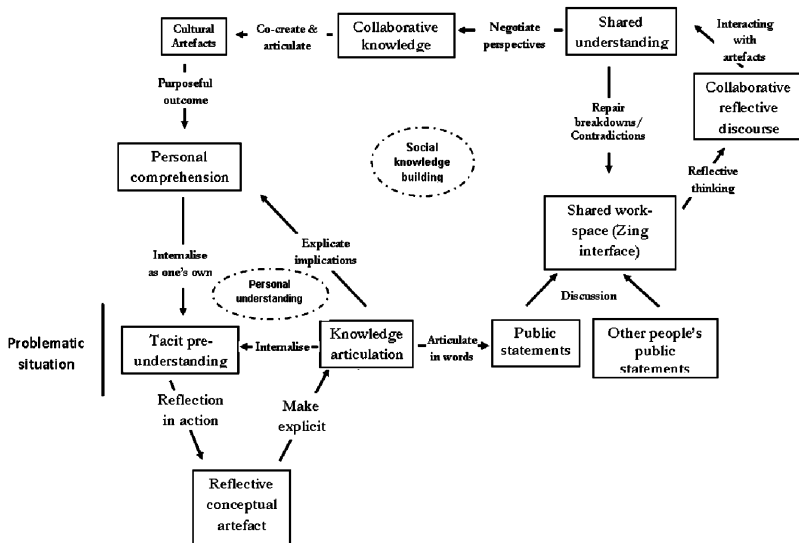 Cultural
Artefacts
Co-create &
articulate
Collaborative
knowledge
Negotiate
perspectives
Shared
understanding
Interacting
with
artefacts
Purposeful
outcome
Collaborative
reflective
discourse
Repair
breakdowns/
Contradictions
Social
knowledge
building
Personal
comprehension
Reflective
thinking
Shared work-
space (Zing
interface)
Explicate
implications
Internalise
as one's own
Personal
understanding
Discussion
Problematic
situation
Tacit pre-
understanding
Internalise
Knowledge
articulation
Articulate
in words
Public
statements
Other people's
public
statements
Reflection
in action
Make
explicit
Reflective
conceptual
artefact